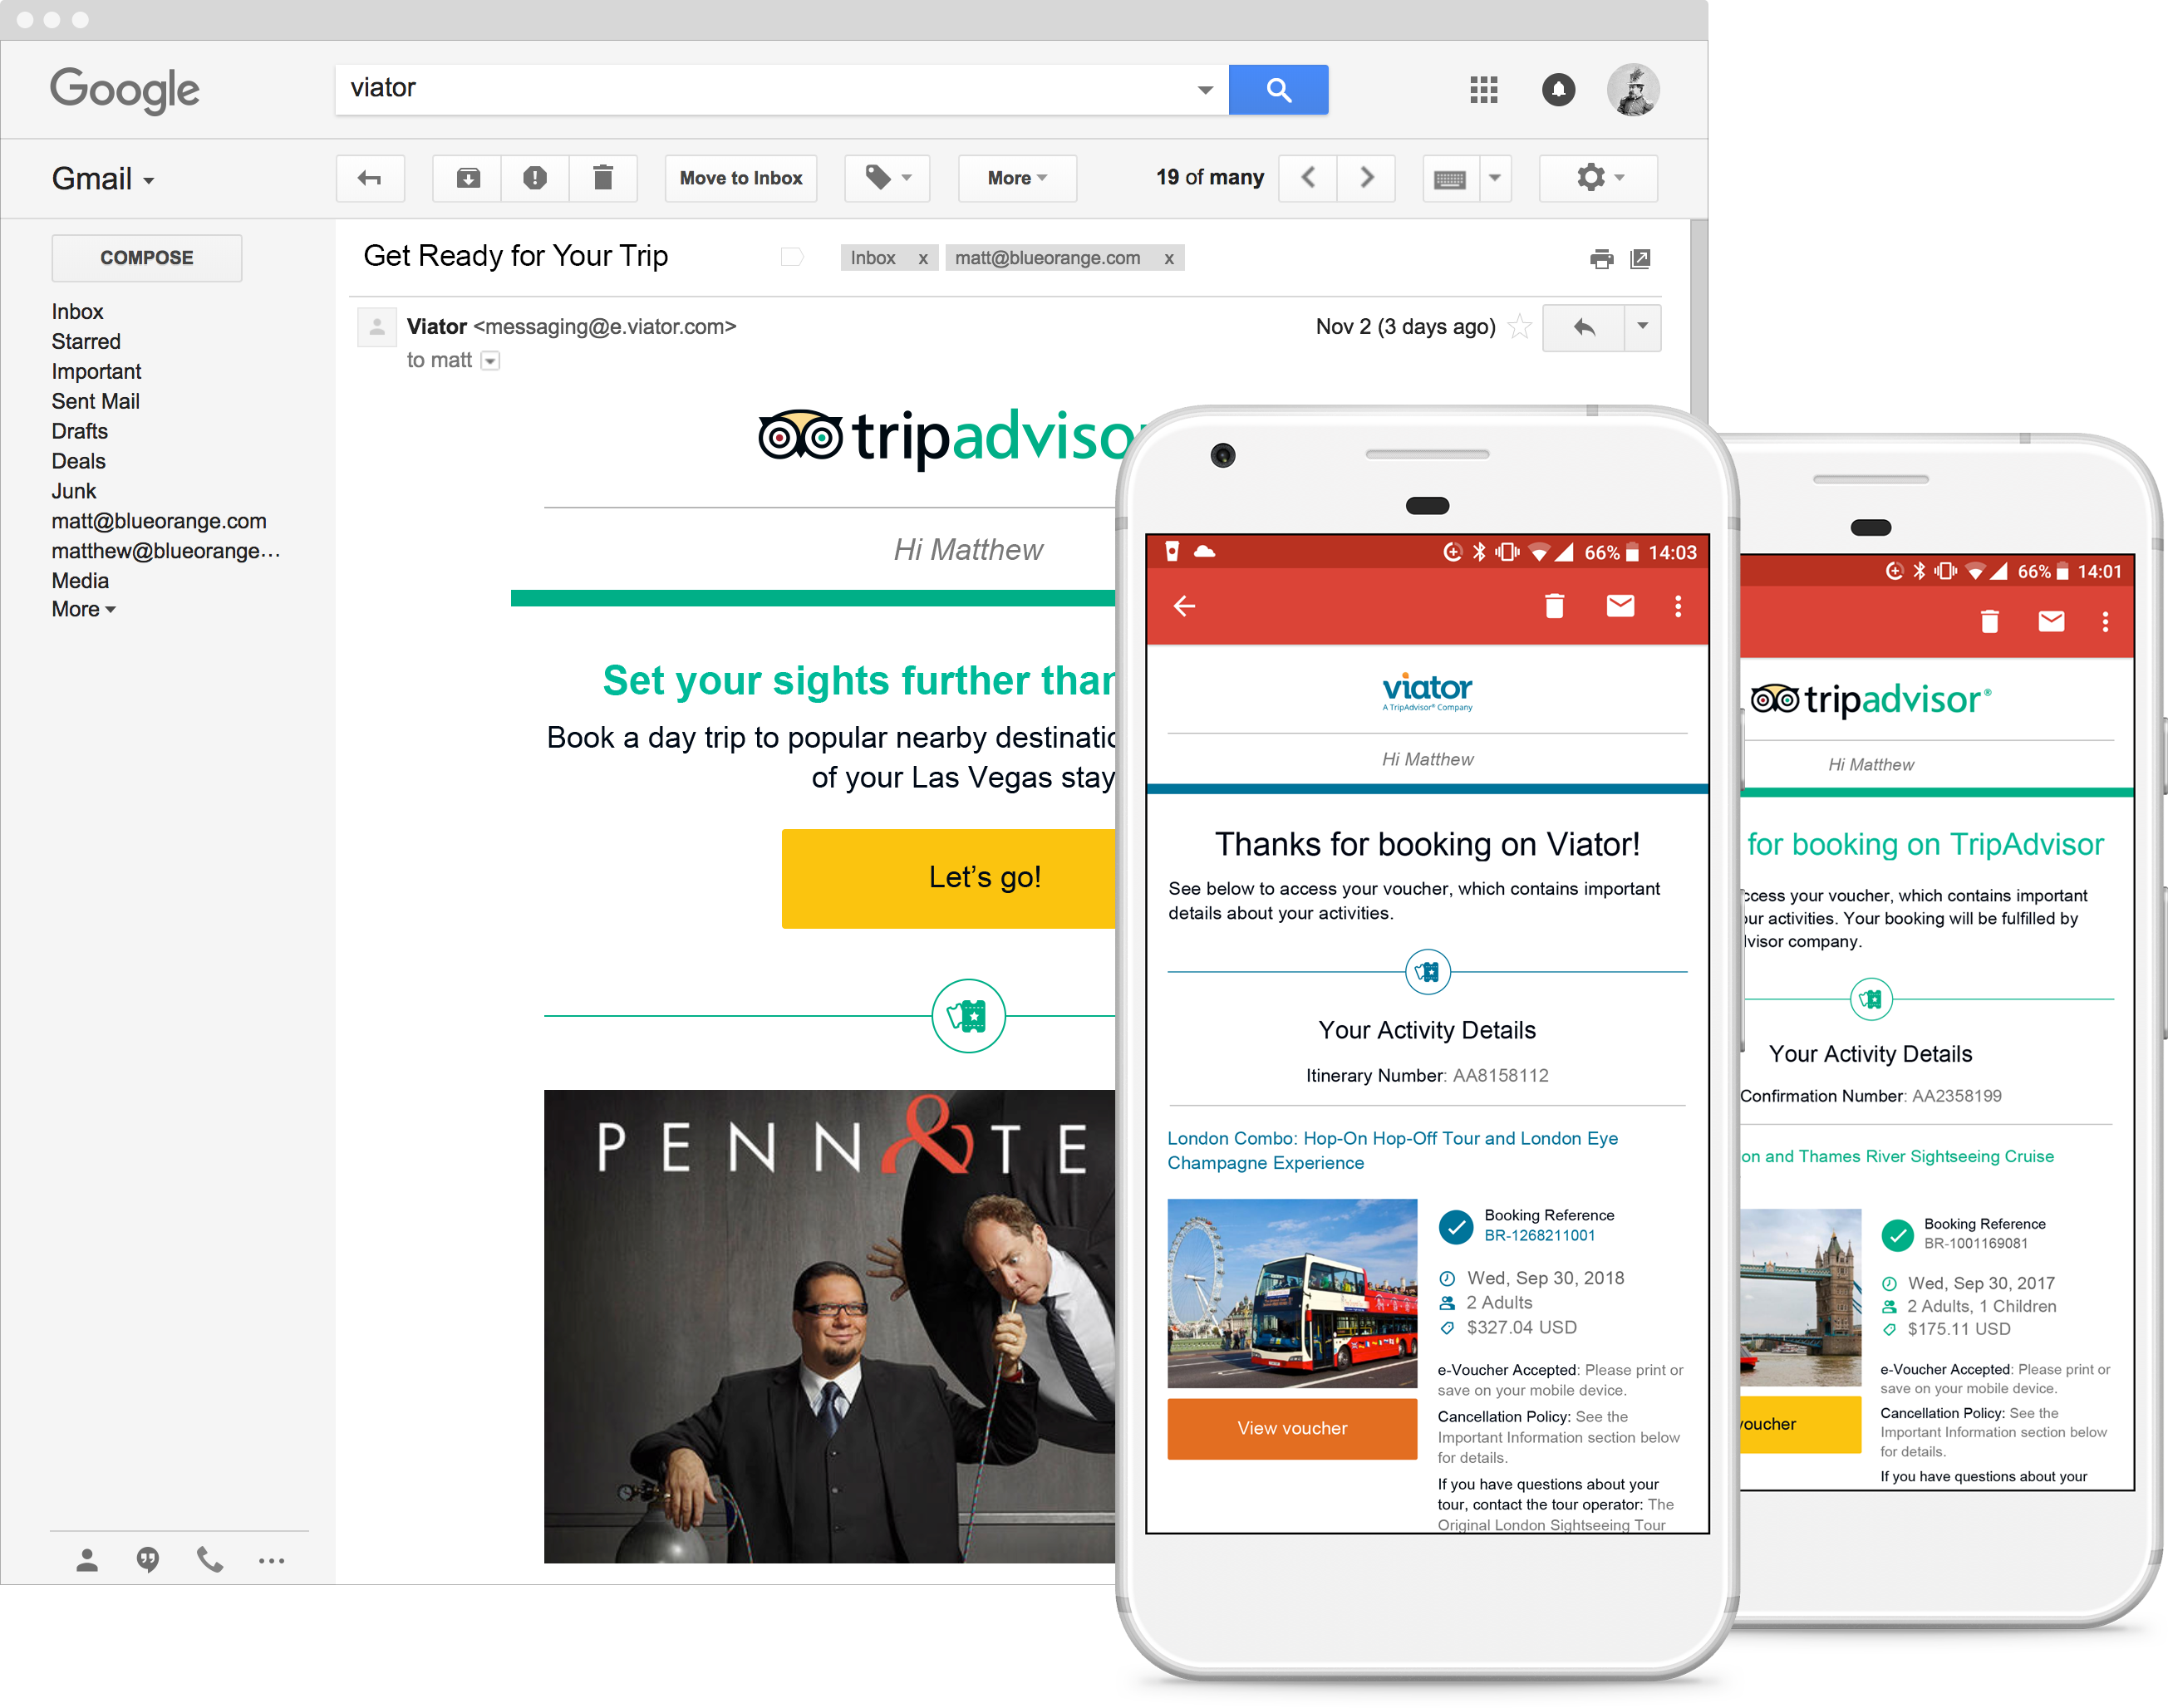 Google
viator
Gmail
Move to Inbox
More
19 of many
COMPOSE
Inbox
Starred
Important
Sent Mail
Drafts
Deals
Junk
matt@blueorange.com
matthew@blueorange...
Media
More
Get Ready for Your Trip
Inbox x
matt@blueorange.com x
Viator <messaging@e.viator.com>
Nov 2 (3 days ago)
to matt
tripadvisor
Hi Matthew
Set your sights further than
Book a day trip to popular nearby destinatio
of your Las Vegas stay
Let's go!
PENN & TE
66% 14:03
viator
A TripAdvisor® Company
Hi Matthew
Thanks for booking on Viator!
See below to access your voucher, which contains important
details about your activities.
Your Activity Details
Itinerary Number: AA8158112
London Combo: Hop-On Hop-Off Tour and London Eye
Champagne Experience
Booking Reference
BR-1268211001
Wed, Sep 30, 2018
2 Adults
$327.04 USD
e-Voucher Accepted: Please print or
save on your mobile device.
Cancellation Policy: See the
Important Information section below
for details.
If you have questions about your
tour, contact the tour operator: The
Original London Sightseeing Tour
View voucher
66% 14:01
tripadvisor®
Hi Matthew
for booking on TripAdvisor
ccess your voucher, which contains important
ur activities. Your booking will be fulfilled by
visor company.
Your Activity Details
Confirmation Number: AA2358199
on and Thames River Sightseeing Cruise
Booking Reference
BR-1001169081
Wed, Sep 30, 2017
2 Adults, 1 Children
$175.11 USD
e-Voucher Accepted: Please print or
save on your mobile device.
Cancellation Policy: See the
Important Information section below
for details.
If you have questions about your
oucher